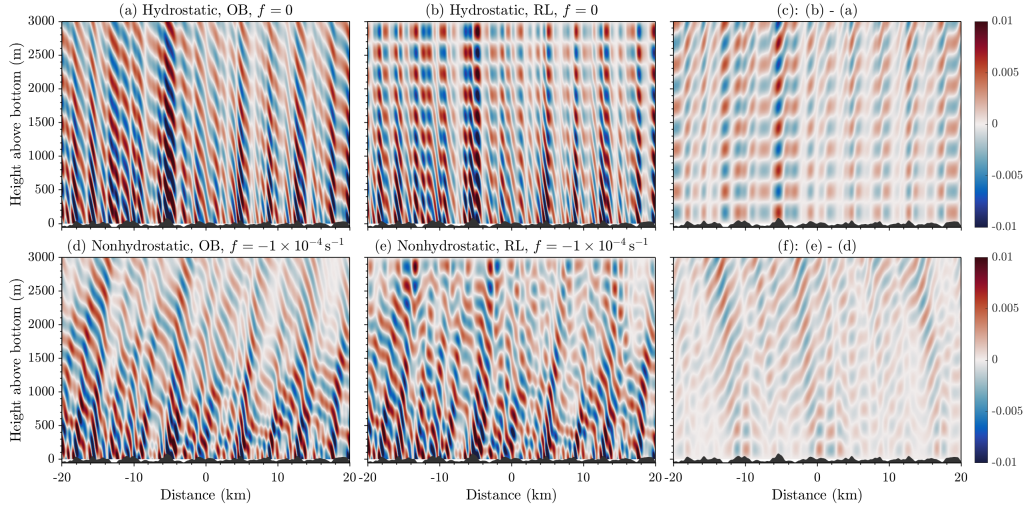 (a) Hydrostatic, OB, f = 0
(b) Hydrostatic, RL, f = 0
(c): (b) - (a)
Height above bottom (m)
3000
2500
2000
1500
1000
500
0
0.01
0.005
0
-0.005
-0.01
(d) Nonhydrostatic, OB, f = −1 × 10⁻⁴ s⁻¹
(e) Nonhydrostatic, RL, f = −1 × 10⁻⁴ s⁻¹
(f): (e) - (d)
Height above bottom (m)
3000
2500
2000
1500
1000
500
0
0.01
0.005
0
-0.005
-0.01
-20 -10 0 10 20
-20 -10 0 10 20
-20 -10 0 10 20
Distance (km)
Distance (km)
Distance (km)